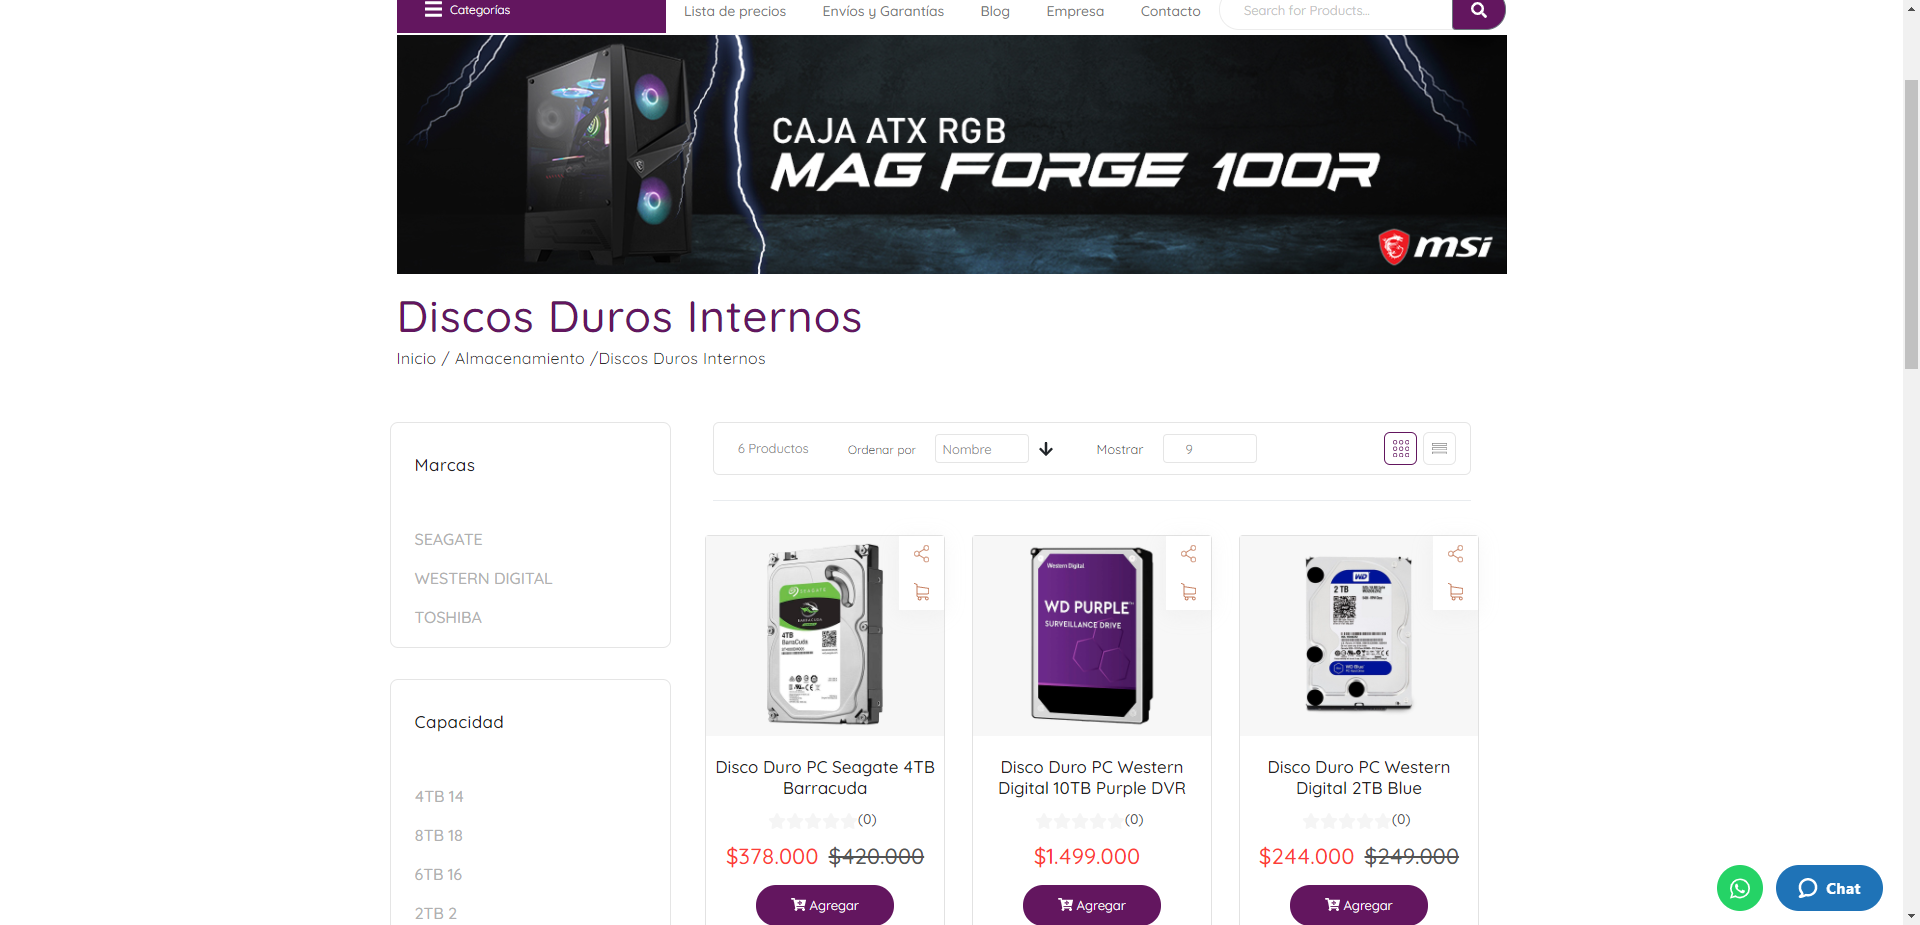 Categorías
Lista de precios
Envíos y Garantías
Blog
Empresa
Contacto
Search for Products...
CAJA ATX RGB
MAG FORGE 100R
msi
Discos Duros Internos
Inicio / Almacenamiento /Discos Duros Internos
Marcas
SEAGATE
WESTERN DIGITAL
TOSHIBA
Capacidad
4TB 14
8TB 18
6TB 16
2TB 2
6 Productos
Ordenar por
Nombre
Mostrar
9
SEAGATE
BARRACUDA
4TB
BarraCuda
Disco Duro PC Seagate 4TB
Barracuda
(0)
$378.000 $420.000
Agregar
Western Digital
WD PURPLE™
SURVEILLANCE DRIVE
Disco Duro PC Western
Digital 10TB Purple DVR
(0)
$1.499.000
Agregar
WD
2 TB
WD Blue
Disco Duro PC Western
Digital 2TB Blue
(0)
$244.000 $249.000
Agregar
Chat